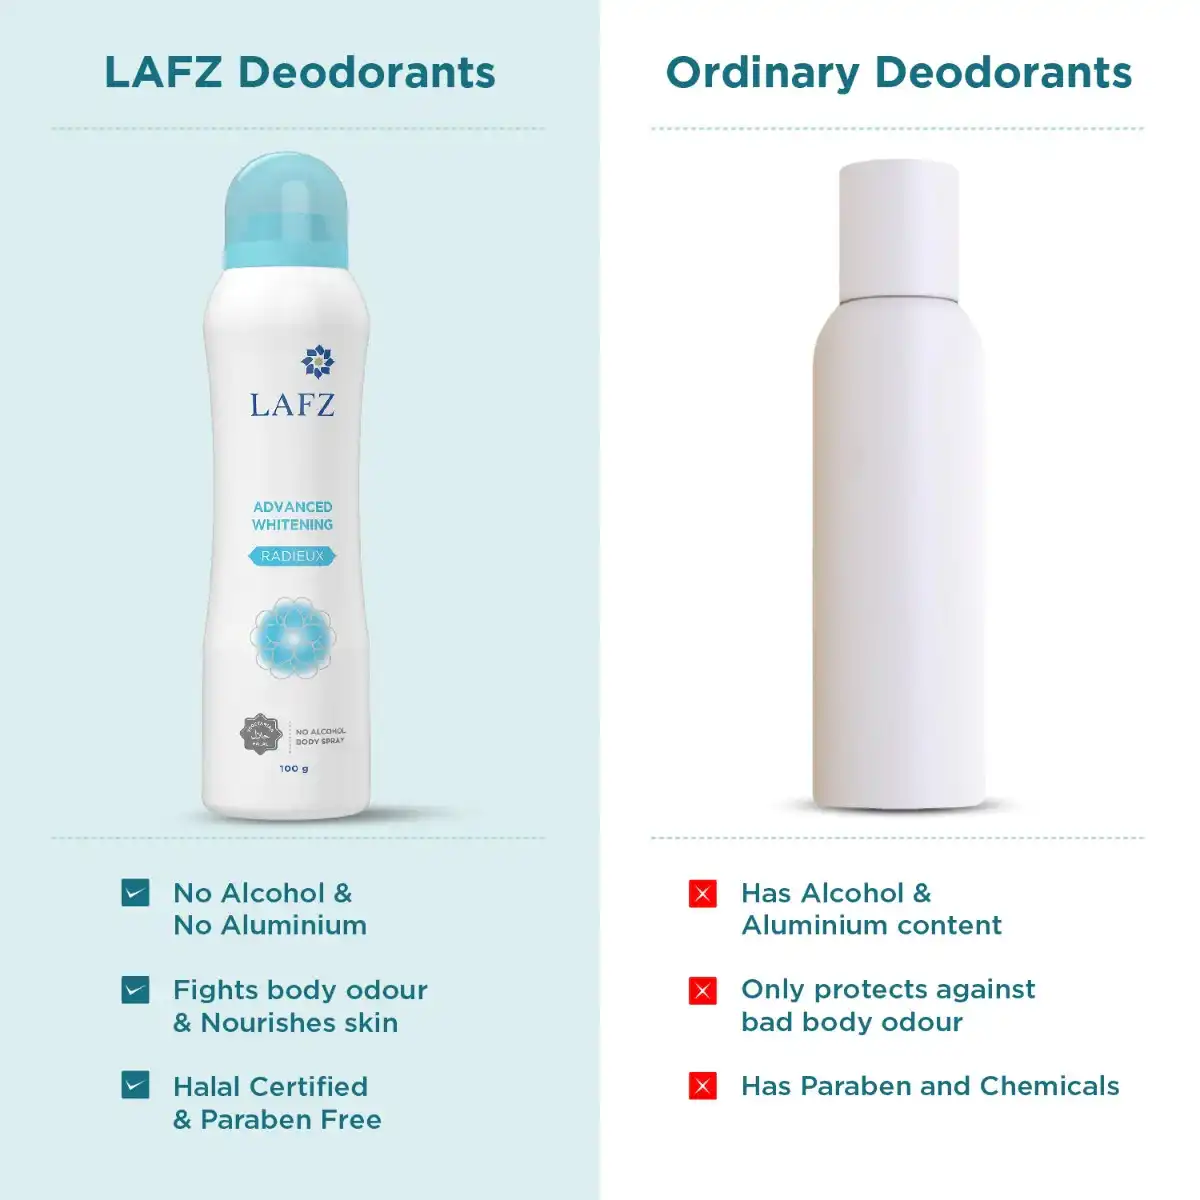 LAFZ Deodorants
LAFZ
ADVANCED
WHITENING
RADIEUX
حلال
HALAL
NO ALCOHOL
BODY SPRAY
100 g
No Alcohol &
No Aluminium
Fights body odour
& Nourishes skin
Halal Certified
& Paraben Free
Ordinary Deodorants
Has Alcohol &
Aluminium content
Only protects against
bad body odour
Has Paraben and Chemicals